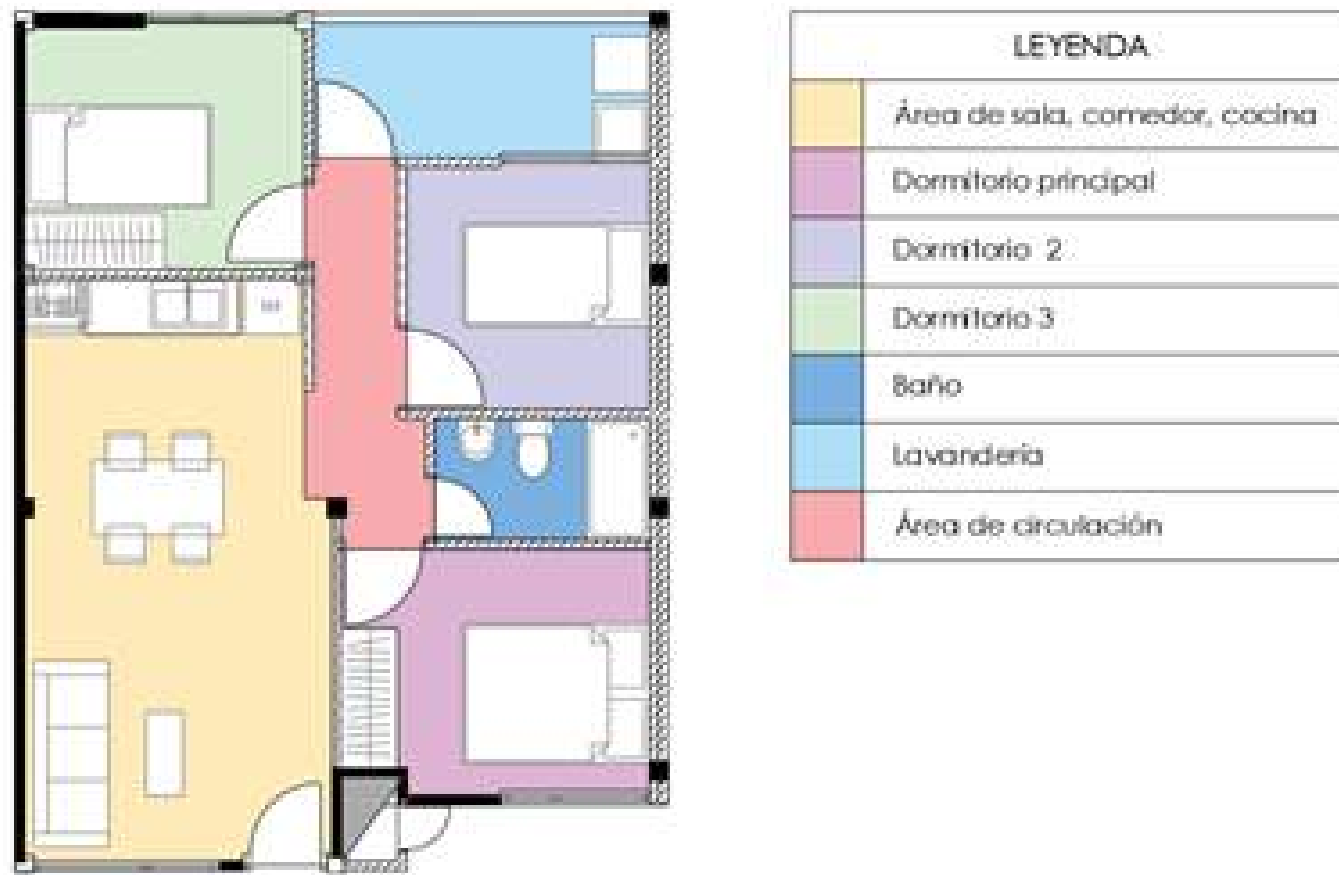 LEYENDA
Área de sala, comedor, cocina
Dormitorio principal
Dormitorio 2
Dormitorio 3
Baño
Lavandería
Área de circulación